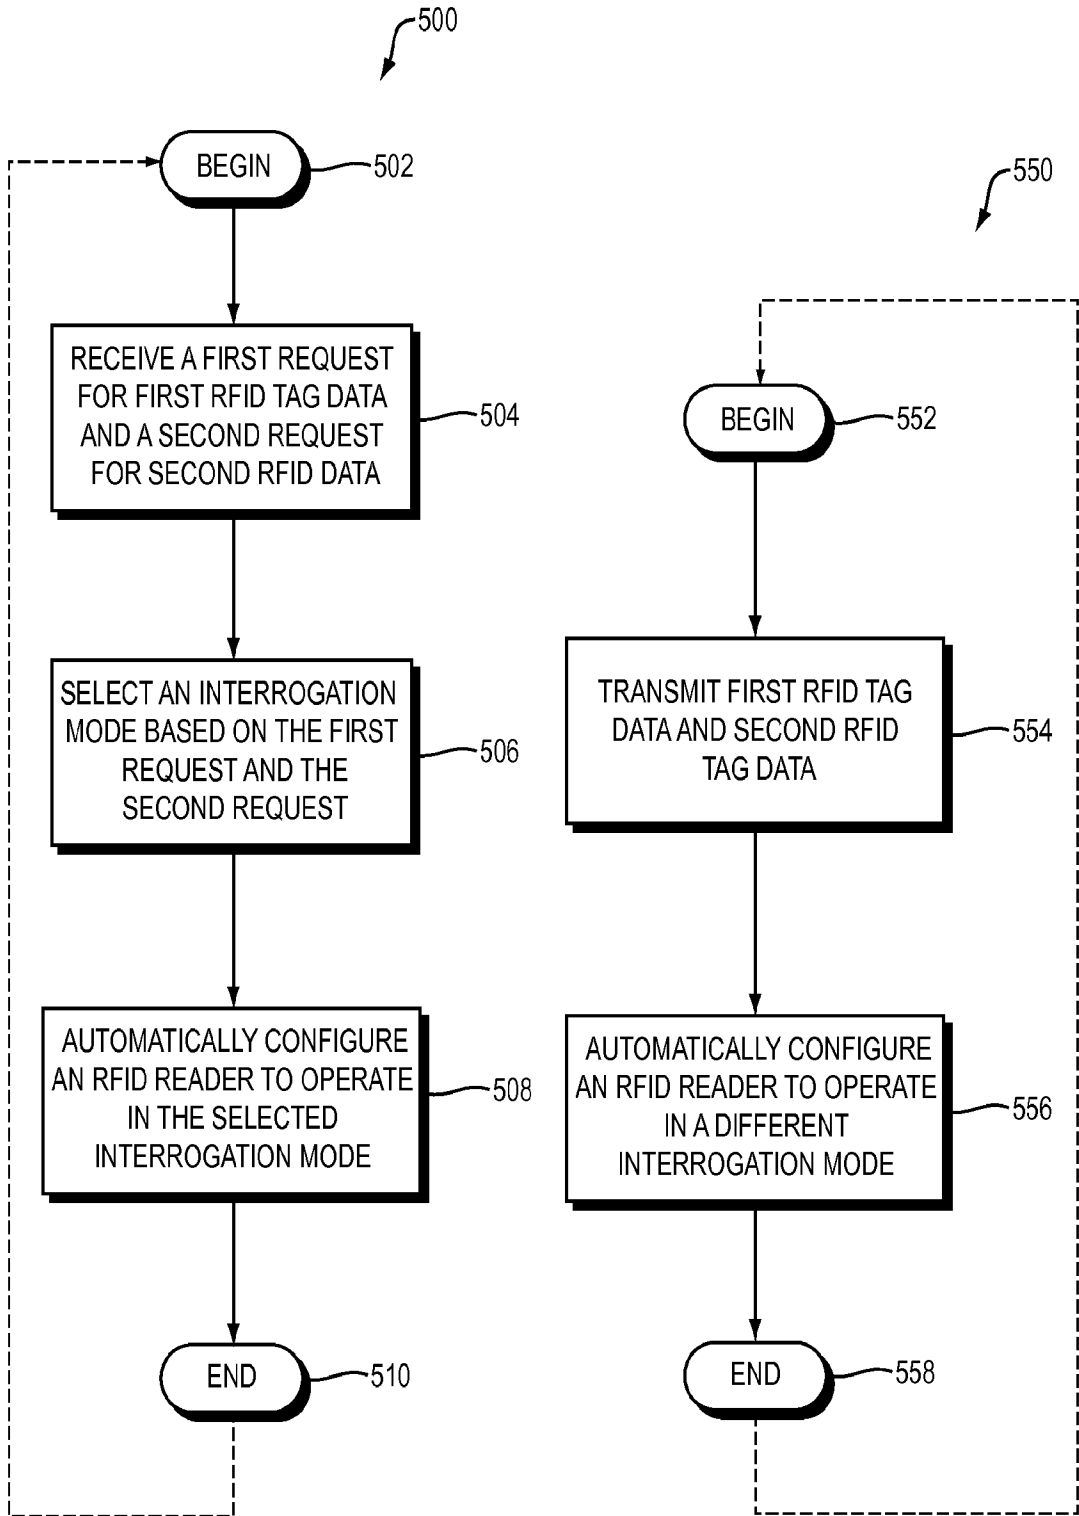 500
BEGIN
502
RECEIVE A FIRST REQUEST
FOR FIRST RFID TAG DATA
AND A SECOND REQUEST
FOR SECOND RFID DATA
504
SELECT AN INTERROGATION
MODE BASED ON THE FIRST
REQUEST AND THE
SECOND REQUEST
506
AUTOMATICALLY CONFIGURE
AN RFID READER TO OPERATE
IN THE SELECTED
INTERROGATION MODE
508
END
510
550
BEGIN
552
TRANSMIT FIRST RFID TAG
DATA AND SECOND RFID
TAG DATA
554
AUTOMATICALLY CONFIGURE
AN RFID READER TO OPERATE
IN A DIFFERENT
INTERROGATION MODE
556
END
558